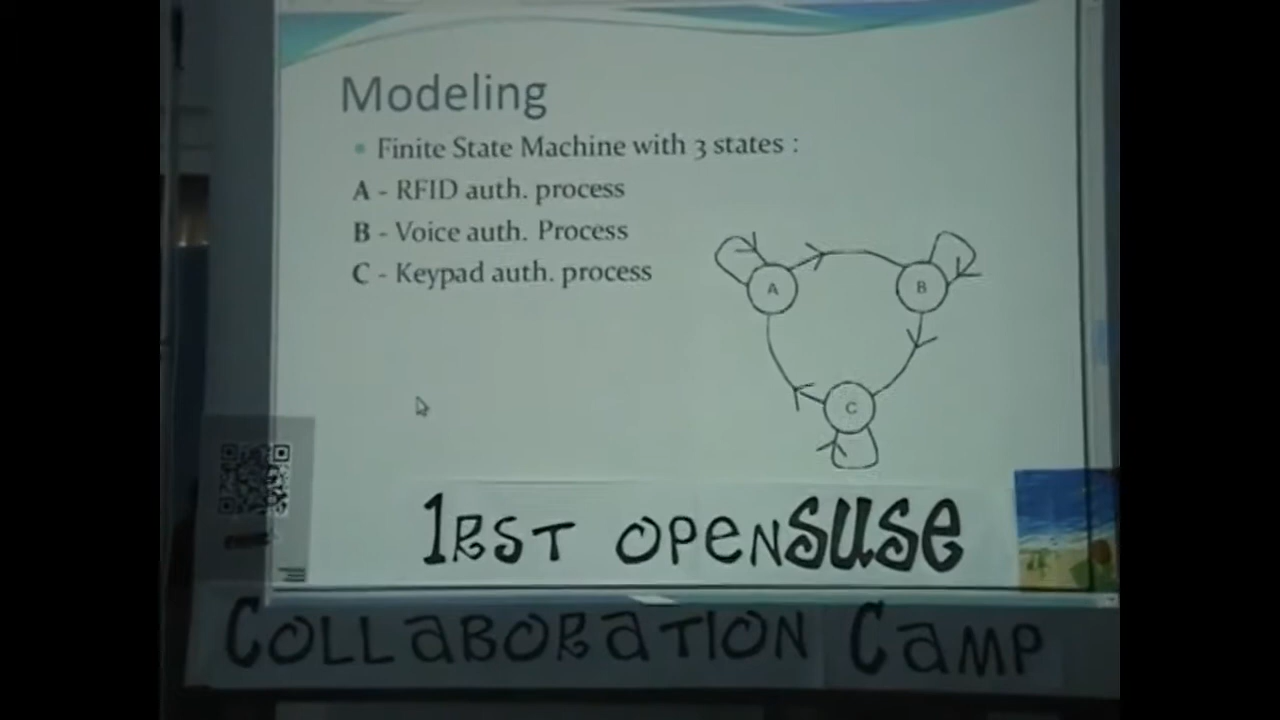 Modeling
• Finite State Machine with 3 states :
A - RFID auth. process
B - Voice auth. Process
C - Keypad auth. process
A
B
C
1RST OPENSUSE
COLLABORATION CAMP